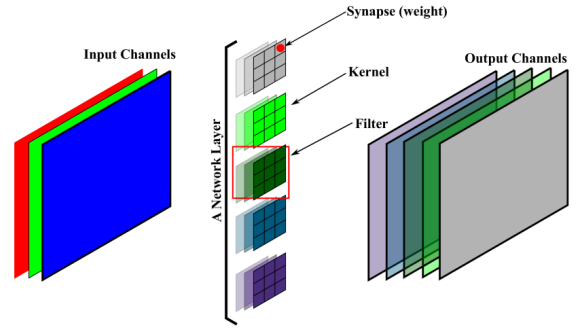 Synapse (weight)
Input Channels
Output Channels
Kernel
Filter
A Network Layer